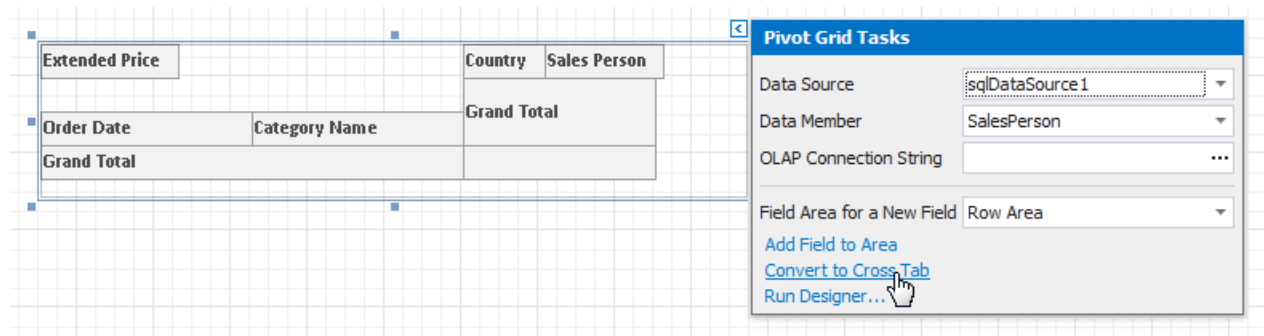 Extended Price
Country Sales Person
Grand Total
Order Date Category Name
Grand Total
Pivot Grid Tasks
Data Source sqlDataSource1
Data Member SalesPerson
OLAP Connection String ...
Field Area for a New Field Row Area
Add Field to Area
Convert to Cross Tab
Run Designer...